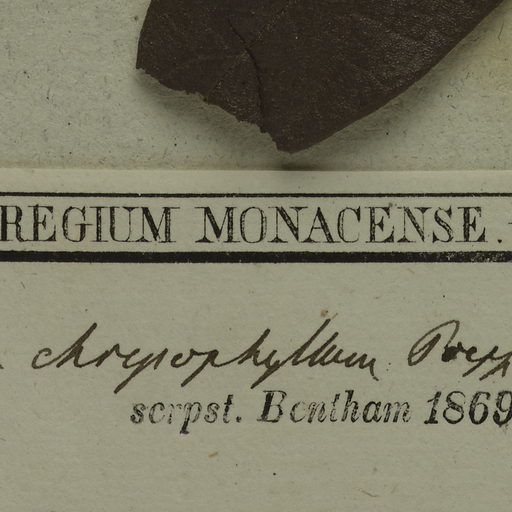 REGIUM MONACENSE.
chrysophyllum Poepp
scrpst. Bentham 1869